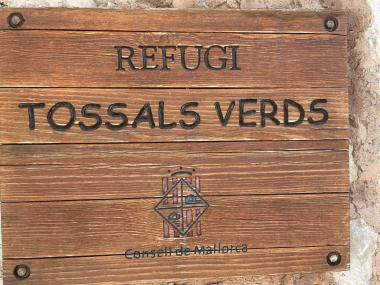 REFUGI
TOSSALS VERDS
Consell de Mallorca